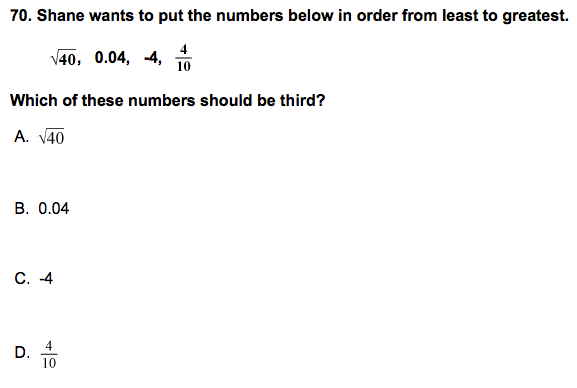 70. Shane wants to put the numbers below in order from least to greatest.
√40, 0.04, -4, 4/10
Which of these numbers should be third?
A. √40
B. 0.04
C. -4
D. 4/10